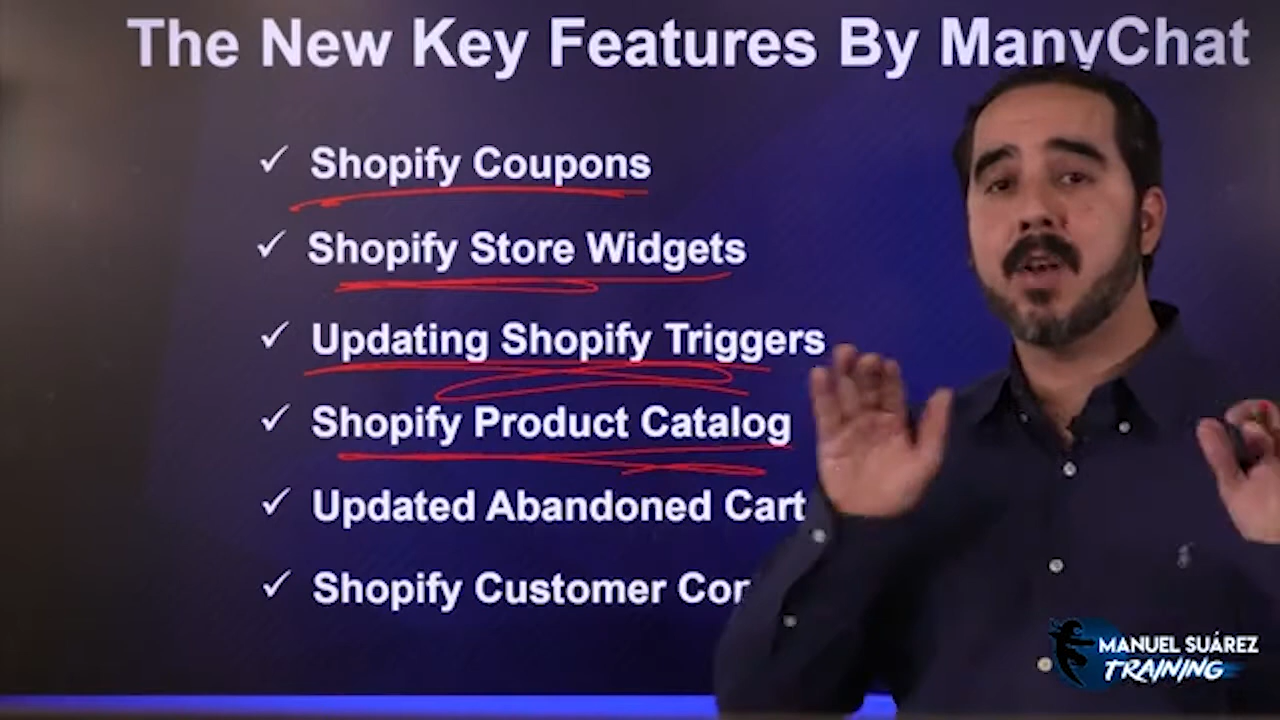 The New Key Features By ManyChat
✓ Shopify Coupons
✓ Shopify Store Widgets
✓ Updating Shopify Triggers
✓ Shopify Product Catalog
✓ Updated Abandoned Cart
✓ Shopify Customer
MANUEL SUÁREZ
TRAINING